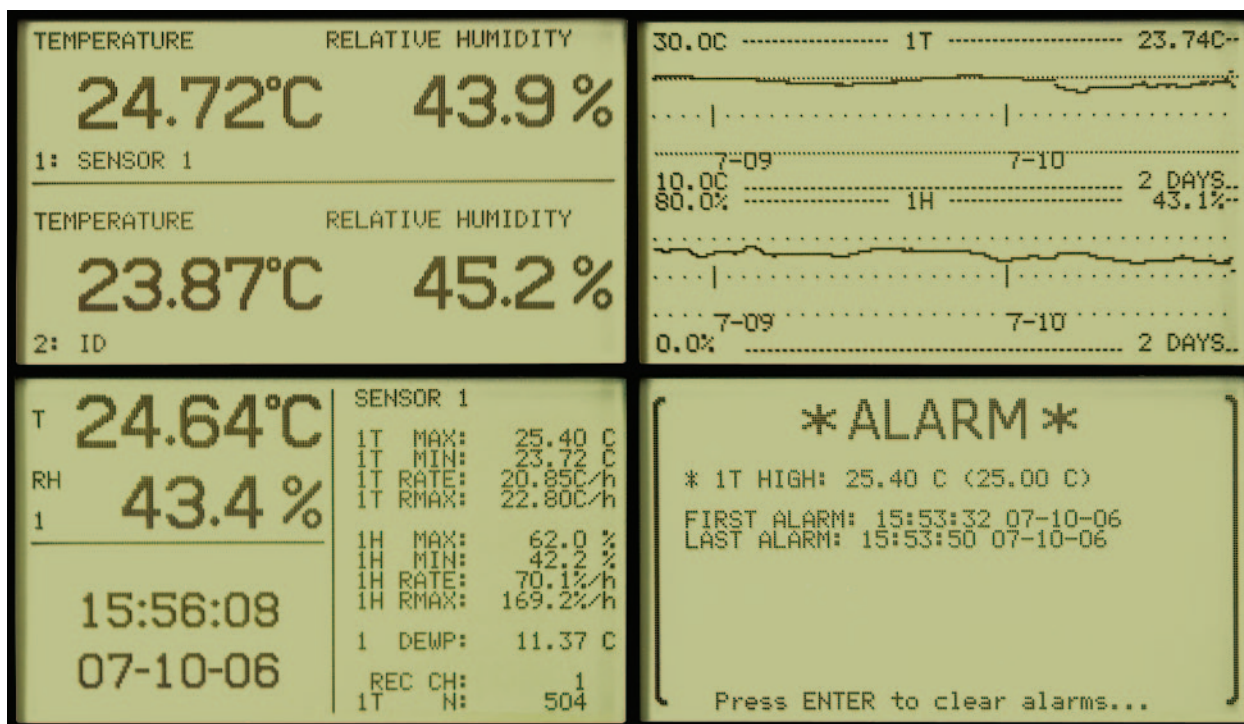 TEMPERATURE RELATIVE HUMIDITY
24.72°C 43.9%
1: SENSOR 1
TEMPERATURE RELATIVE HUMIDITY
23.87°C 45.2%
2: ID
30.0C 1T 23.74C
7-09 7-10
10.0C 2 DAYS
80.0% 1H 43.1%
7-09 7-10
0.0% 2 DAYS
T 24.64°C
RH 43.4%
1
15:56:08
07-10-06
SENSOR 1
1T MAX: 25.40 C
1T MIN: 23.72 C
1T RATE: 20.85C/h
1T RMAX: 22.80C/h
1H MAX: 62.0 %
1H MIN: 42.2 %
1H RATE: 70.1%/h
1H RMAX: 169.2%/h
1 DEWP: 11.37 C
REC CH: 1
1T N: 504
*ALARM*
* 1T HIGH: 25.40 C (25.00 C)
FIRST ALARM: 15:53:32 07-10-06
LAST ALARM: 15:53:50 07-10-06
Press ENTER to clear alarms...